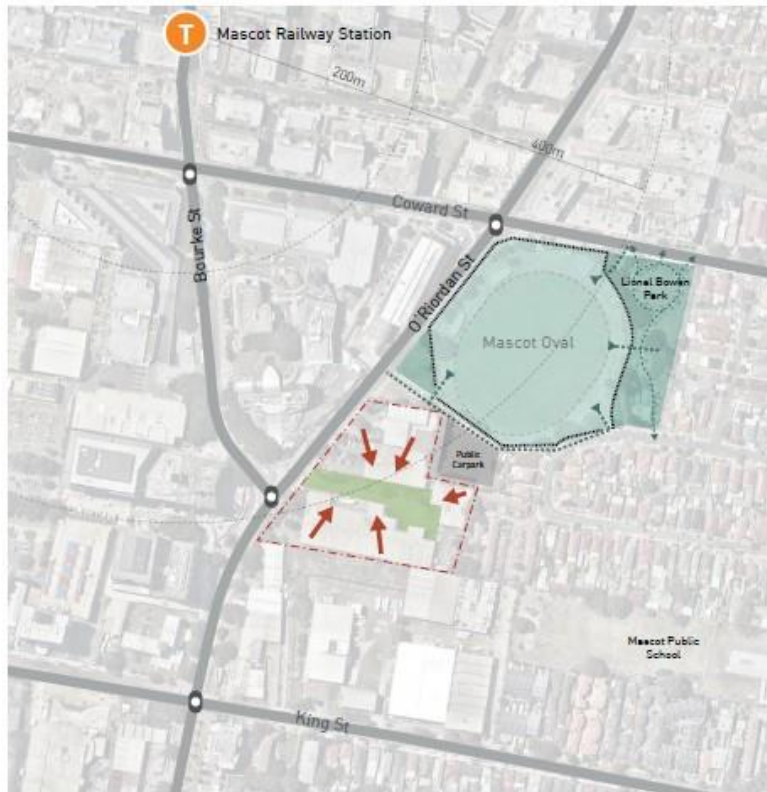 T
Mascot Railway Station
200m
400m
Coward St
Bourke St
O'Riordan St
Lionel Bowen
Park
Mascot Oval
Public
Carpark
Mascot Public
School
King St